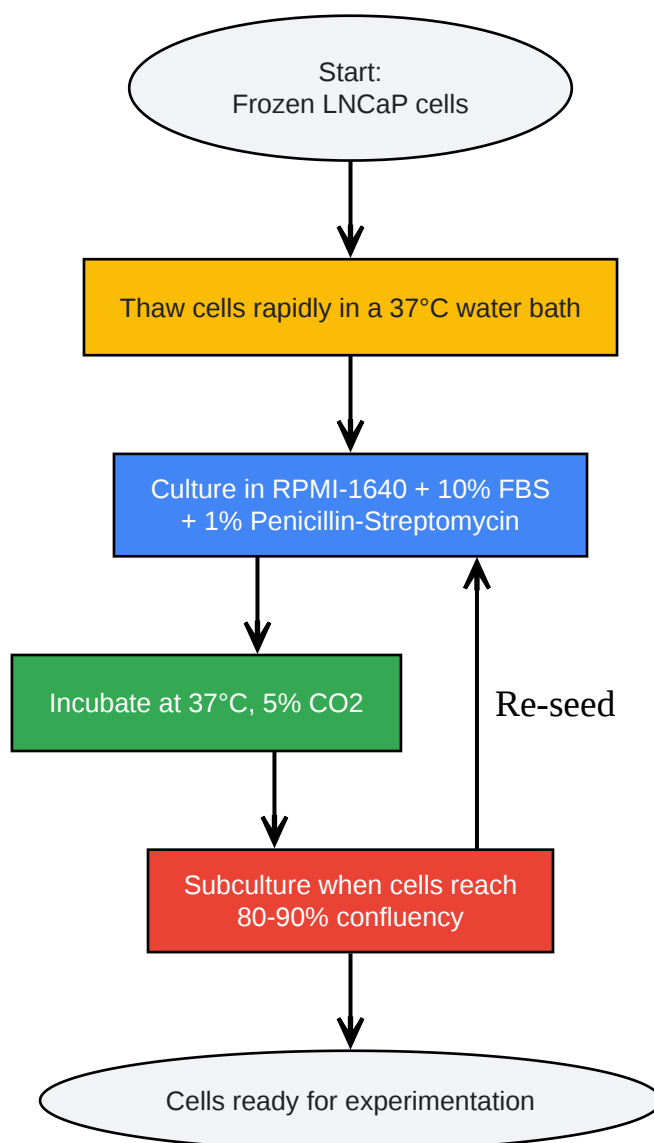 Start:
Frozen LNCaP cells
Thaw cells rapidly in a 37°C water bath
Culture in RPMI-1640 + 10% FBS
+ 1% Penicillin-Streptomycin
Incubate at 37°C, 5% CO2
Re-seed
Subculture when cells reach
80-90% confluency
Cells ready for experimentation